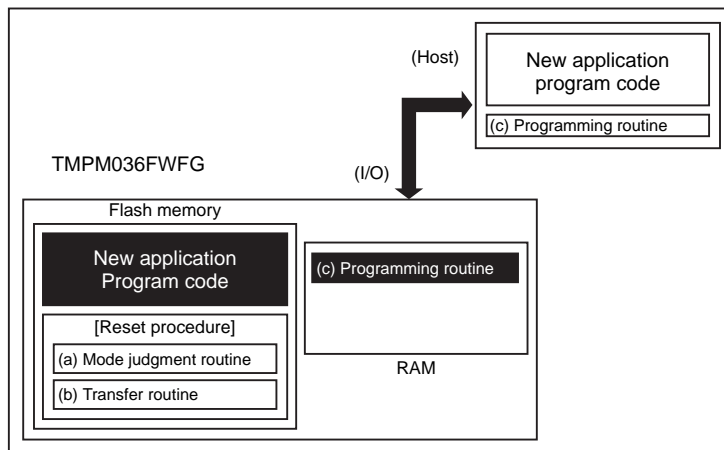 (Host)
New application
program code
(c) Programming routine
TMPM036FWFG
(I/O)
Flash memory
New application
Program code
(c) Programming routine
[Reset procedure]
(a) Mode judgment routine
(b) Transfer routine
RAM